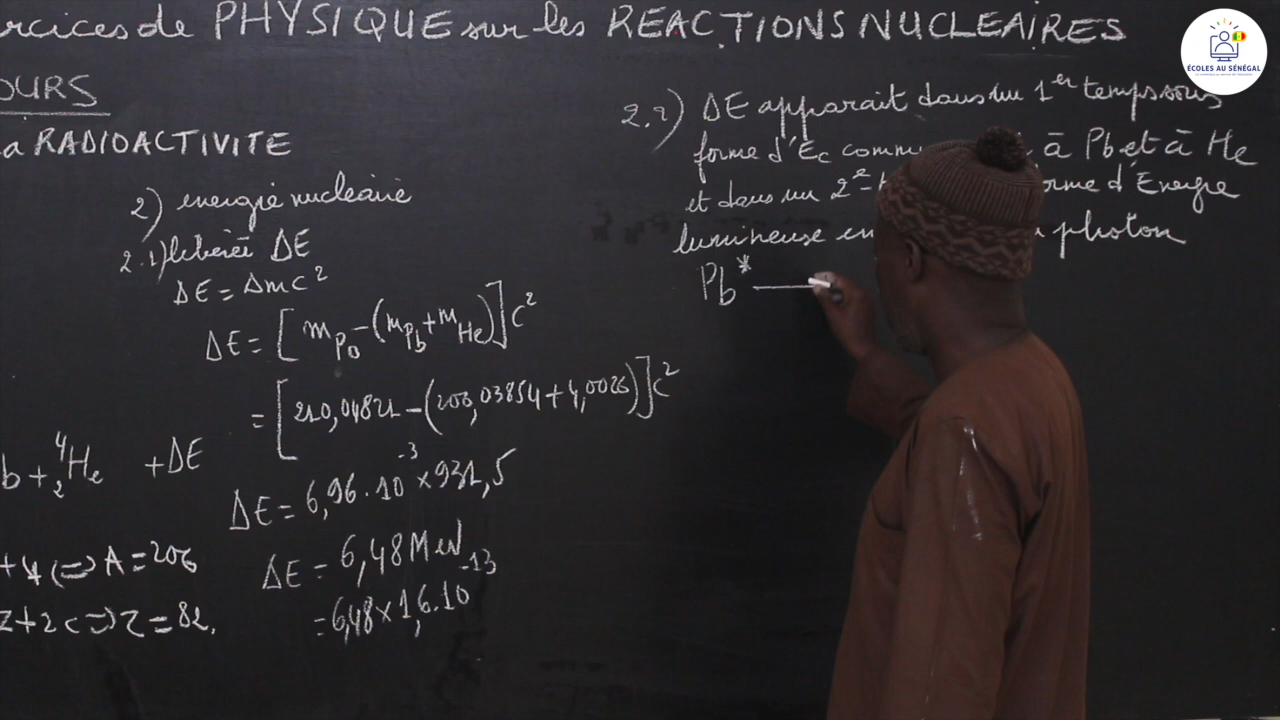 rcices de PHYSIQUE sur les REACTIONS NUCLEAIRES
OURS
a RADIOACTIVITE
2) energie nucléaire
2.1) liberée ΔE
ΔE = Δmc²
ΔE = [m_Po - (m_Pb + m_He)]c²
= [210,04821 - (206,03854 + 4,0026)]c²
b + ⁴₂He + ΔE
ΔE = 6,96.10⁻³ × 931,5
+4 <=> A = 206
ΔE = 6,48 Mev
Z+2 <=> Z = 82.
= 6,48 × 1,6.10⁻¹³
2.2) ΔE apparait dans un 1er temps sous
forme d'Ec commu à Pb et à He
et dans un 2e orme d'Energie
lumineuse en photon
Pb*
ÉCOLES AU SÉNÉGAL